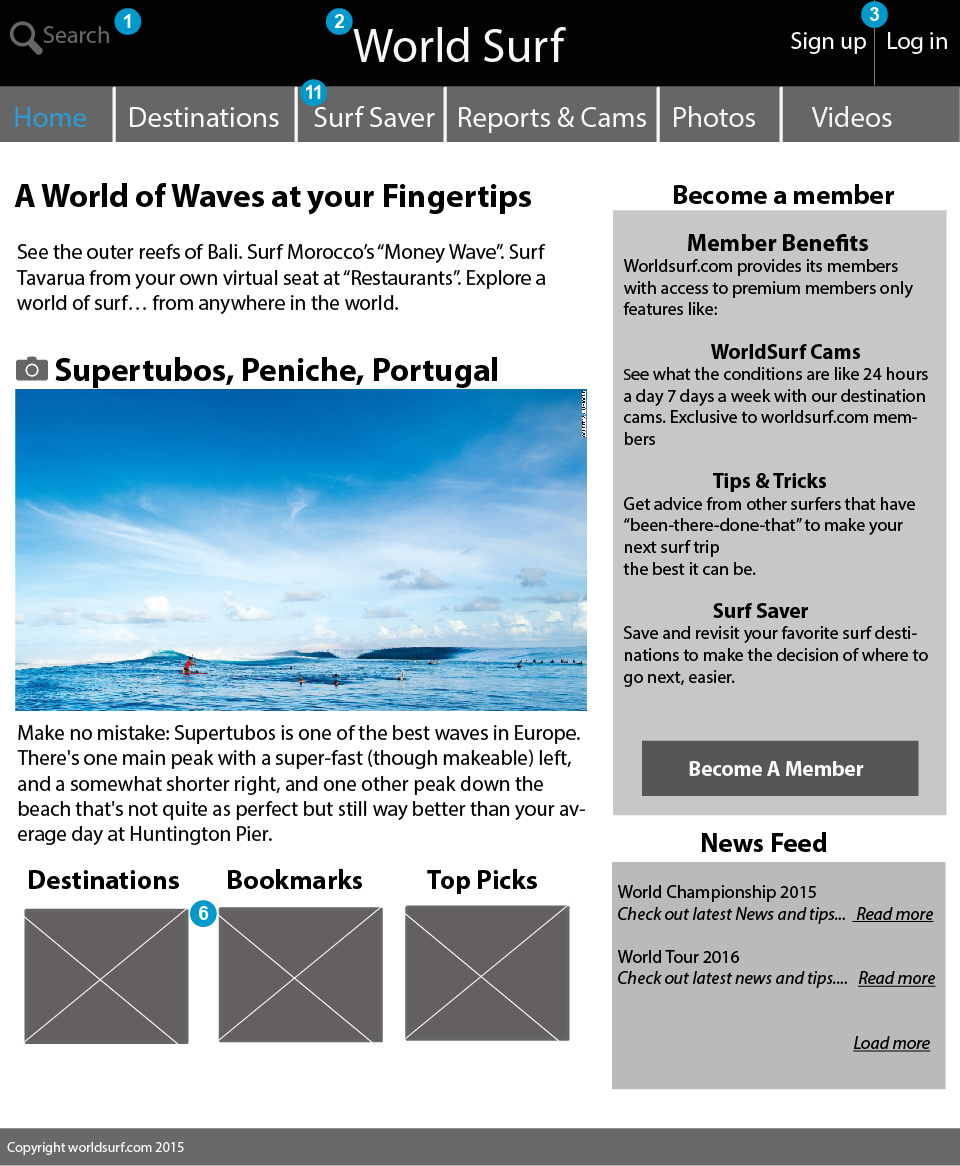 1
Search
2
World Surf
3
Sign up
Log in
11
Home
Destinations
Surf Saver
Reports & Cams
Photos
Videos
A World of Waves at your Fingertips
See the outer reefs of Bali. Surf Morocco’s “Money Wave”. Surf
Tavarua from your own virtual seat at “Restaurants”. Explore a
world of surf… from anywhere in the world.
Supertubos, Peniche, Portugal
Make no mistake: Supertubos is one of the best waves in Europe.
There's one main peak with a super-fast (though makeable) left,
and a somewhat shorter right, and one other peak down the
beach that's not quite as perfect but still way better than your av-
erage day at Huntington Pier.
Destinations
Bookmarks
Top Picks
6
Become a member
Member Benefits
Worldsurf.com provides its members
with access to premium members only
features like:
WorldSurf Cams
See what the conditions are like 24 hours
a day 7 days a week with our destination
cams. Exclusive to worldsurf.com mem-
bers
Tips & Tricks
Get advice from other surfers that have
“been-there-done-that” to make your
next surf trip
the best it can be.
Surf Saver
Save and revisit your favorite surf desti-
nations to make the decision of where to
go next, easier.
Become A Member
News Feed
World Championship 2015
Check out latest News and tips... Read more
World Tour 2016
Check out latest news and tips.... Read more
Load more
Copyright worldsurf.com 2015